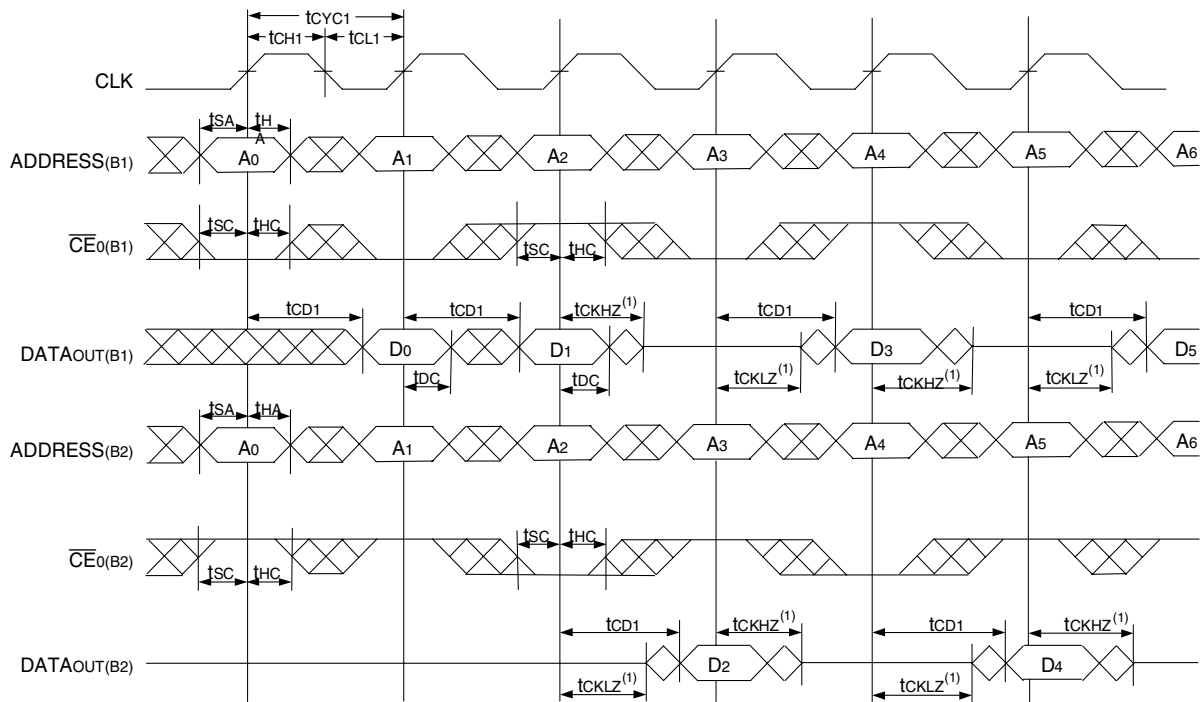 tCYC1
tCH1 tCL1
CLK
tSA tH
A
ADDRESS(B1) A0 A1 A2 A3 A4 A5 A6
tSC tHC
CE0(B1) tSC tHC
tCD1 tCD1 tCKHZ(1) tCD1 tCD1
DATAOUT(B1) D0 D1 D3 D5
tDC tDC tCKLZ(1) tCKHZ(1) tCKLZ(1)
tSA tHA
ADDRESS(B2) A0 A1 A2 A3 A4 A5 A6
tSC tHC
CE0(B2)
tSC tHC
tCD1 tCKHZ(1) tCD1 tCKHZ(1)
DATAOUT(B2) D2 D4
tCKLZ(1) tCKLZ(1)